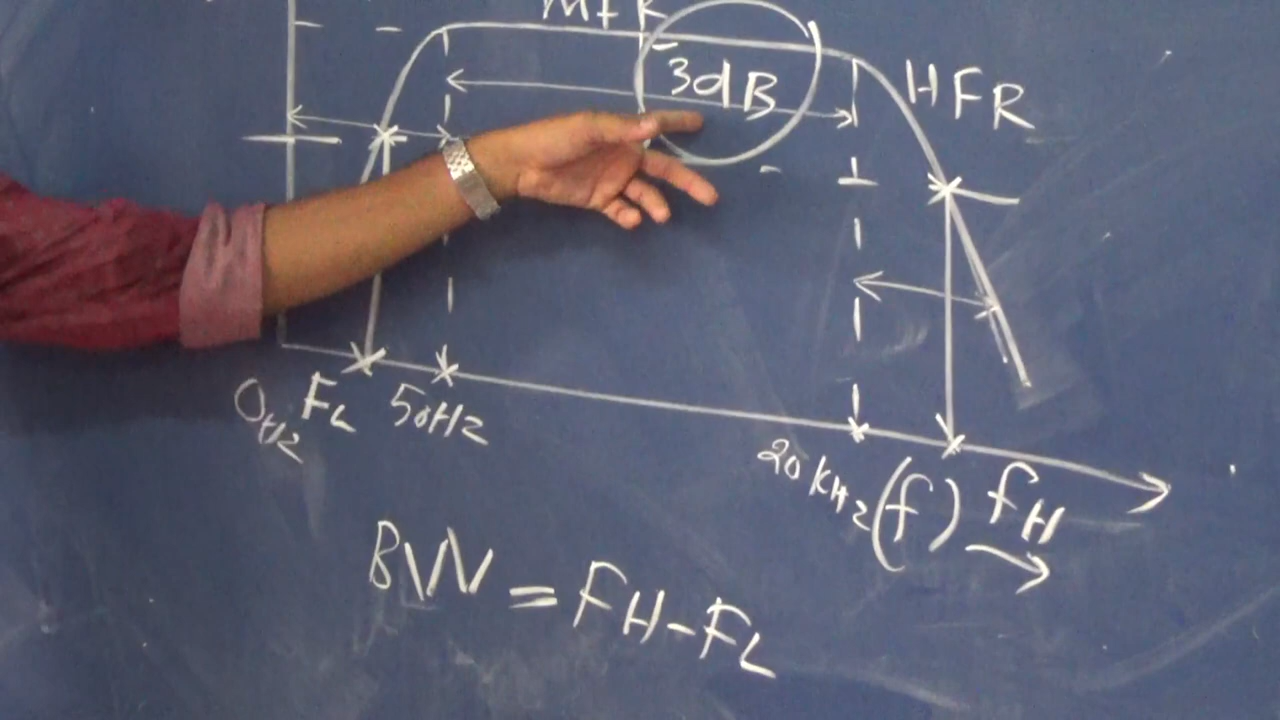 MFR
3dB
HFR
0Hz FL 50Hz
20KHz (f) fH
BW = FH-FL